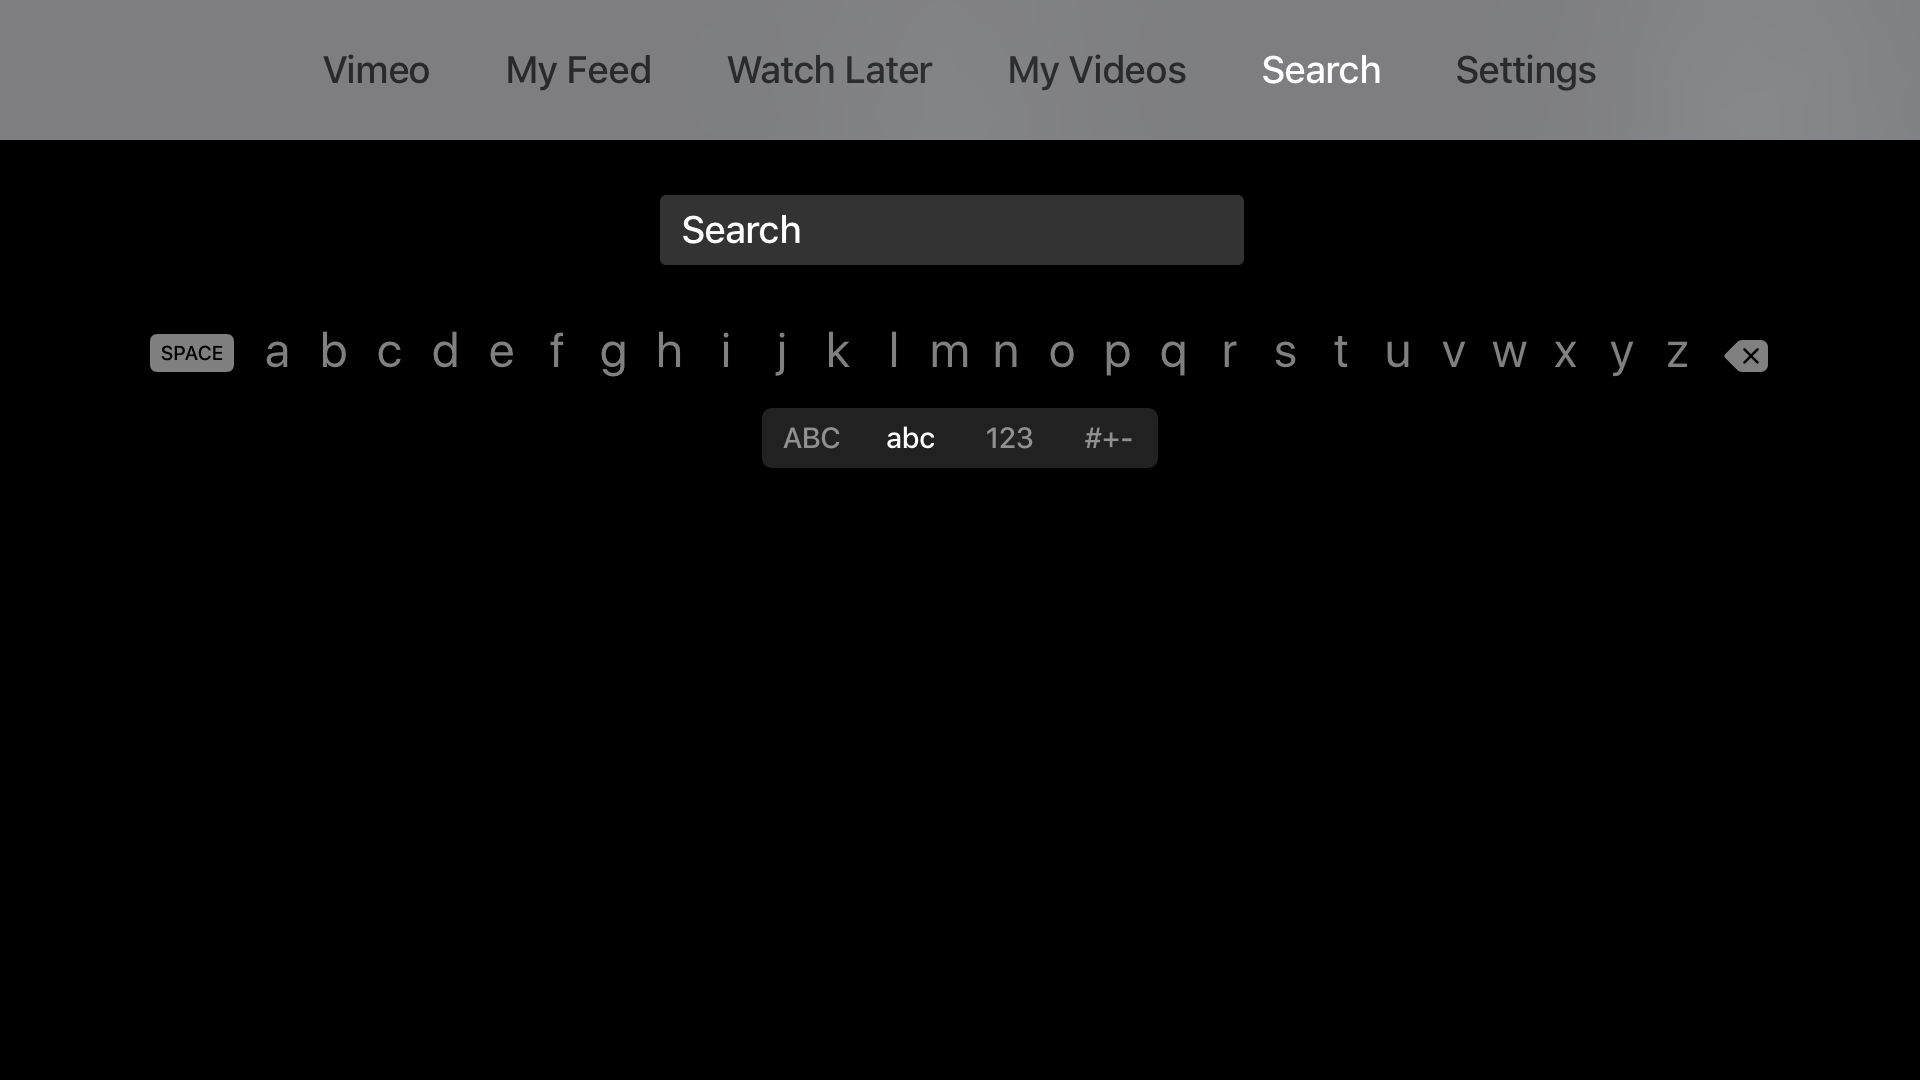 Vimeo My Feed Watch Later My Videos Search Settings
Search
SPACE a b c d e f g h i j k l m n o p q r s t u v w x y z
ABC abc 123 #+-